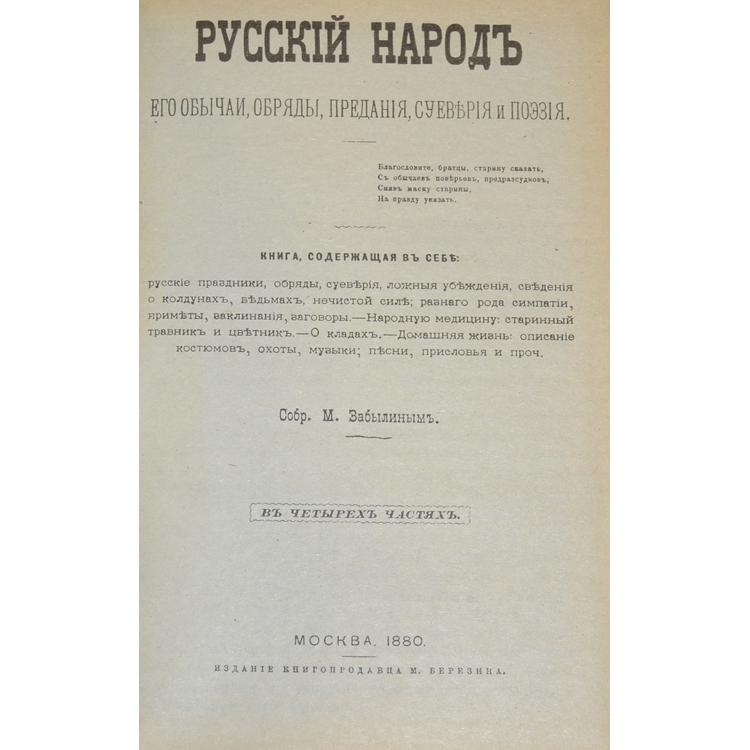 РУССКІЙ НАРОДЪ
ЕГО ОБЫЧАИ, ОБРЯДЫ, ПРЕДАНІЯ, СУЕВѢРІЯ и ПОЭЗІЯ.
Благословите, братцы, старину сказать,
Съ обычаевъ повѣрьевъ, предразсудковъ;
Снявъ маску старины,
На правду указать.
КНИГА, СОДЕРЖАЩАЯ ВЪ СЕБѢ:
русскіе праздники, обряды, суевѣрія, ложныя убѣжденія, свѣденія
о колдунахъ, вѣдьмахъ, нечистой силѣ; разнаго рода симпатіи,
примѣты, заклинанія, заговоры.—Народную медицину: старинный
травникъ и цвѣтникъ.—О кладахъ.—Домашняя жизнь: описаніе
костюмовъ, охоты, музыки; пѣсни, присловья и проч.
Собр. М. Забылинымъ.
ВЪ ЧЕТЫРЕХЪ ЧАСТЯХЪ.
МОСКВА. 1880.
ИЗДАНІЕ КНИГОПРОДАВЦА М. БЕРЕЗИНА.